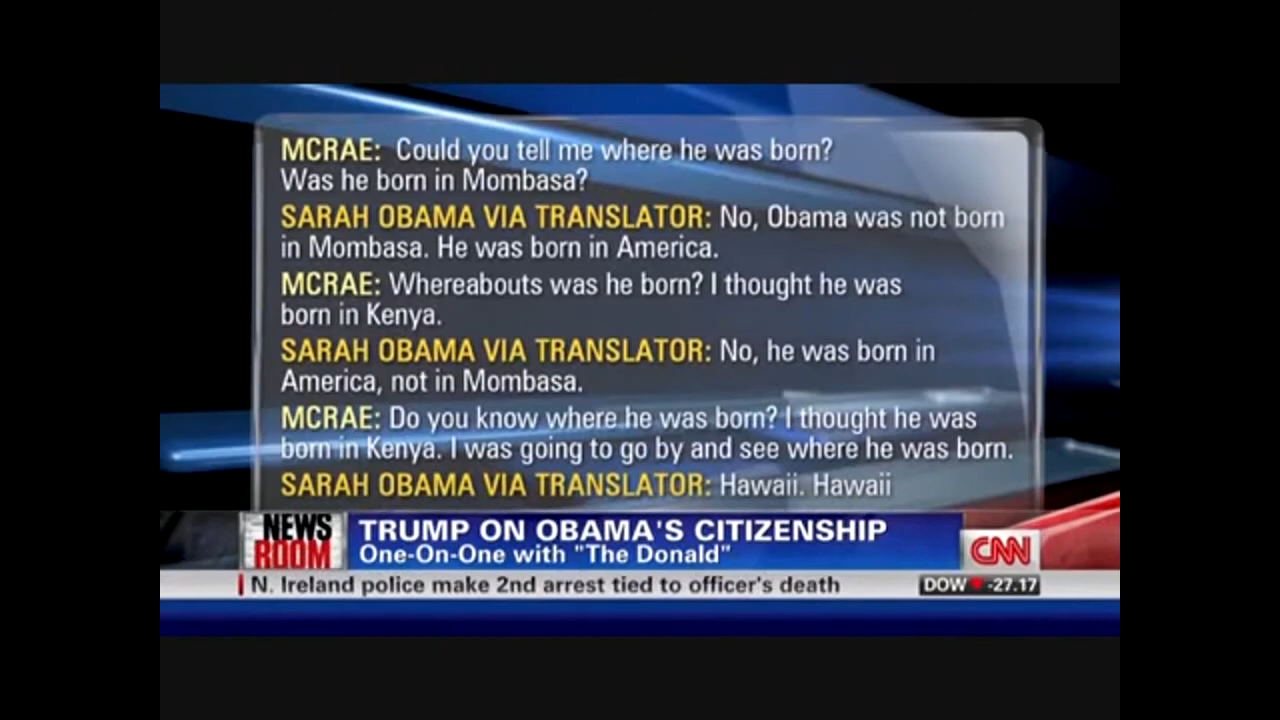 MCRAE: Could you tell me where he was born?
Was he born in Mombasa?
SARAH OBAMA VIA TRANSLATOR: No, Obama was not born
in Mombasa. He was born in America.
MCRAE: Whereabouts was he born? I thought he was
born in Kenya.
SARAH OBAMA VIA TRANSLATOR: No, he was born in
America, not in Mombasa.
MCRAE: Do you know where he was born? I thought he was
born in Kenya. I was going to go by and see where he was born.
SARAH OBAMA VIA TRANSLATOR: Hawaii. Hawaii
NEWS
ROOM
TRUMP ON OBAMA'S CITIZENSHIP
One-On-One with "The Donald"
CNN
N. Ireland police make 2nd arrest tied to officer's death
DOW -27.17